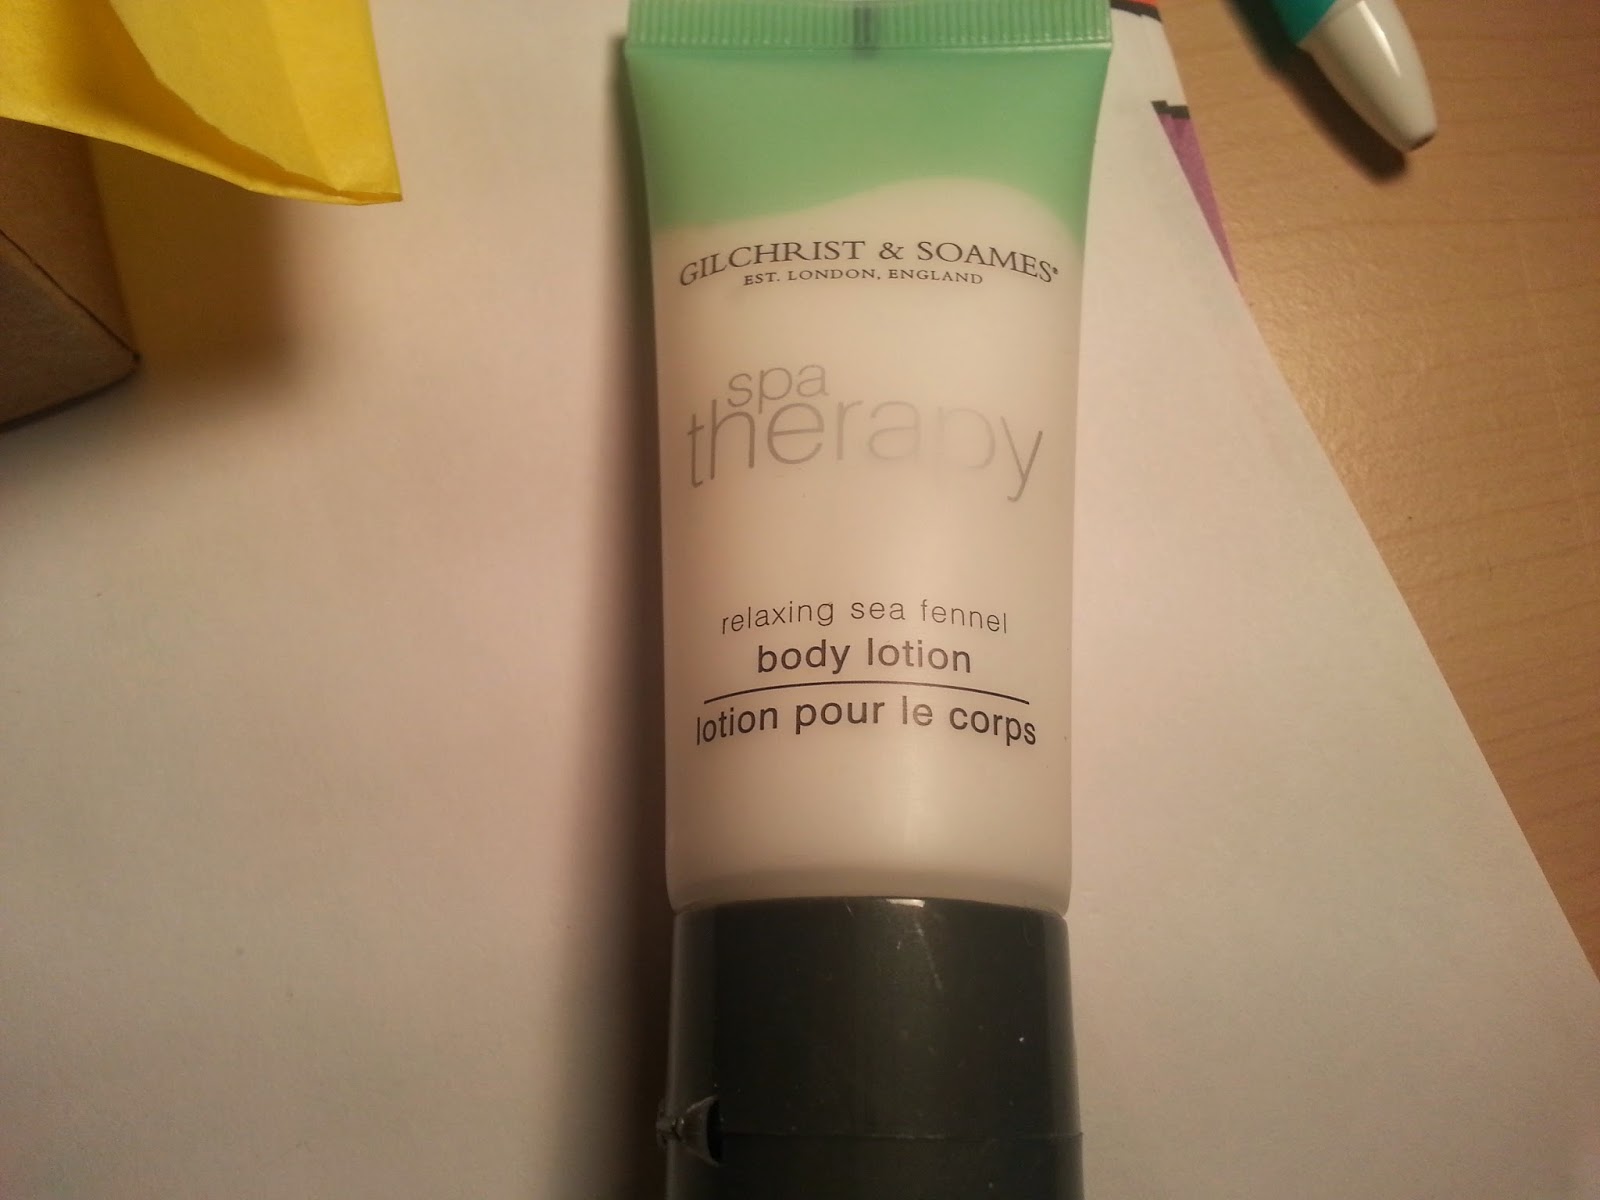 GILCHRIST & SOAMES®
EST. LONDON, ENGLAND
spa
therapy
relaxing sea fennel
body lotion
lotion pour le corps